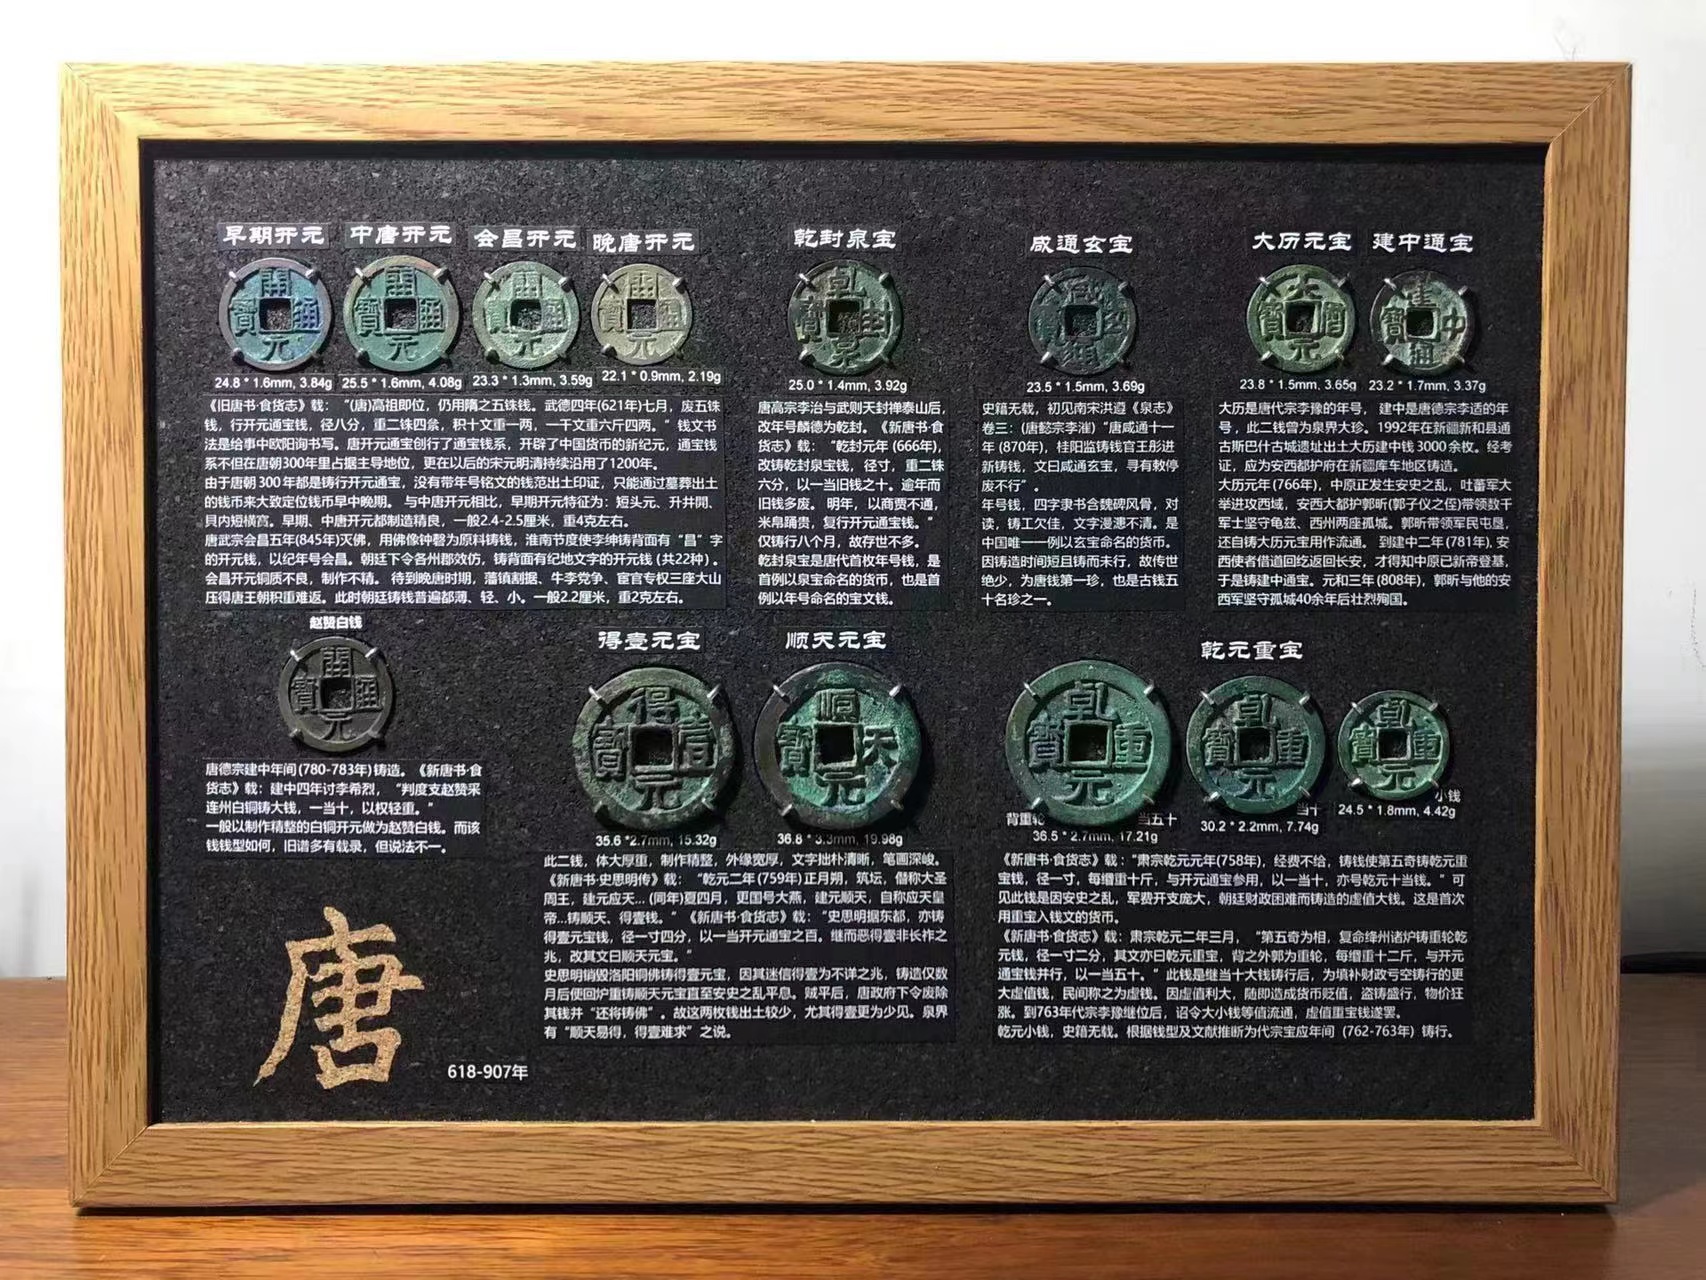 早期开元
中唐开元
会昌开元
晚唐开元
開元通寶
開元通寶
開元通寶
開元通寶
24.8 * 1.6mm, 3.84g
25.5 * 1.6mm, 4.08g
23.3 * 1.3mm, 3.59g
22.1 * 0.9mm, 2.19g
《旧唐书·食货志》载：“(唐)高祖即位，仍用隋之五铢钱。武德四年(621年)七月，废五铢
钱，行开元通宝钱，径八分，重二铢四絫，积十文重一两，一千文重六斤四两。”钱文书
法是给事中欧阳询书写。唐开元通宝创行了通宝钱系，开辟了中国货币的新纪元，通宝钱
系不但在唐朝300年里占据主导地位，更在以后的宋元明清持续沿用了1200年。
由于唐朝300年都是铸行开元通宝，没有带年号铭文的钱范出土印证，只能通过墓葬出土
的钱币来大致定位钱币早中晚期。 与中唐开元相比，早期开元特征为：短头元、升井開、
貝内短横寶。早期、中唐开元都制造精良，一般2.4-2.5厘米，重4克左右。
唐武宗会昌五年(845年)灭佛，用佛像钟磬为原料铸钱，淮南节度使李绅铸背面有“昌”字
的开元钱，以纪年号会昌。朝廷下令各州郡效仿，铸背面有纪地文字的开元钱 (共22种) 。
会昌开元铜质不良，制作不精。 待到晚唐时期，藩镇割据、牛李党争、宦官专权三座大山
压得唐王朝积重难返。此时朝廷铸钱普遍都薄、轻、小。一般2.2厘米，重2克左右。
乾封泉宝
乾封泉寶
25.0 * 1.4mm, 3.92g
唐高宗李治与武则天封禅泰山后，
改年号麟德为乾封。《新唐书·食
货志》载：“乾封元年 (666年)，
改铸乾封泉宝钱，径寸，重二铢
六分，以一当旧钱之十。逾年而
旧钱多废。 明年，以商贾不通，
米帛踊贵，复行开元通宝钱。”
仅铸行八个月，故存世不多。
乾封泉宝是唐代首枚年号钱，是
首例以泉宝命名的货币，也是首
例以年号命名的宝文钱。
咸通玄宝
咸通玄寶
23.5 * 1.5mm, 3.69g
史籍无载，初见南宋洪遵《泉志》
卷三：(唐懿宗李漼) “唐咸通十一
年 (870年)，桂阳监铸钱官王彤进
新铸钱，文曰咸通玄宝，寻有敕停
废不行”。
年号钱，四字隶书含魏碑风骨，对
读，铸工欠佳，文字漫漶不清。是
中国唯一一例以玄宝命名的货币。
因铸造时间短且铸而未行，故传世
绝少，为唐钱第一珍，也是古钱五
十名珍之一。
大历元宝
建中通宝
大曆元寶
建中通寶
23.8 * 1.5mm, 3.65g
23.2 * 1.7mm, 3.37g
大历是唐代宗李豫的年号， 建中是唐德宗李适的年
号，此二钱曾为泉界大珍。1992年在新疆新和县通
古斯巴什古城遗址出土大历建中钱 3000余枚。经考
证，应为安西都护府在新疆库车地区铸造。
大历元年(766年)，中原正发生安史之乱，吐蕃军大
举进攻西域， 安西大都护郭昕(郭子仪之侄)带领数千
军士坚守龟兹、西州两座孤城。郭昕带领军民屯垦，
还自铸大历元宝用作流通。 到建中二年(781年)，安
西使者借道回纥返回长安，才得知中原已新帝登基，
于是铸建中通宝。元和三年(808年)，郭昕与他的安
西军坚守孤城40余年后壮烈殉国。
赵赞白钱
開元通寶
唐德宗建中年间 (780-783年) 铸造。《新唐书·食
货志》载：建中四年讨李希烈，“判度支赵赞采
连州白铜铸大钱，一当十，以权轻重。”
一般以制作精整的白铜开元做为赵赞白钱。而该
钱钱型如何，旧谱多有载录，但说法不一。
得壹元宝
顺天元宝
得壹元寶
順天元寶
35.6 *2.7mm, 15.32g
36.8 * 3.3mm, 19.98g
此二钱，体大厚重，制作精整，外缘宽厚，文字拙朴清晰，笔画深峻。
《新唐书·史思明传》载：“乾元二年(759年)正月朔，筑坛，僭称大圣
周王，建元应天... (同年)夏四月，更国号大燕，建元顺天，自称应天皇
帝...铸顺天、得壹钱。”《新唐书·食货志》载：“史思明据东都，亦铸
得壹元宝钱，径一寸四分，以一当开元通宝之百。继而恶得壹非长祚之
兆，改其文曰顺天元宝。”
史思明销毁洛阳铜佛铸得壹元宝，因其迷信得壹为不详之兆，铸造仅数
月后便回炉重铸顺天元宝直至安史之乱平息。贼平后，唐政府下令废除
其钱并“还将铸佛”。故这两枚钱出土较少，尤其得壹更为少见。泉界
有“顺天易得，得壹难求”之说。
乾元重宝
乾元重寶
乾元重寶
乾元重寶
背重轮
当五十
当十
小钱
36.5 * 2.7mm, 17.21g
30.2 * 2.2mm, 7.74g
24.5 * 1.8mm, 4.42g
《新唐书·食货志》载：“肃宗乾元元年(758年)，经费不给，铸钱使第五奇铸乾元重
宝钱，径一寸，每缗重十斤，与开元通宝参用，以一当十，亦号乾元十当钱。”可
见此钱是因安史之乱，军费开支庞大，朝廷财政困难而铸造的虚值大钱。这是首次
用重宝入钱文的货币。
《新唐书·食货志》载：肃宗乾元二年三月，“第五奇为相，复命绛州诸炉铸重轮乾
元钱，径一寸二分，其文亦曰乾元重宝，背之外郭为重轮，每缗重十二斤，与开元
通宝钱并行，以一当五十。”此钱是继当十大钱铸行后，为填补财政亏空铸行的更
大虚值钱，民间称之为虚钱。因虚值利大，随即造成货币贬值，盗铸盛行，物价狂
涨。到763年代宗李豫继位后，诏令大小钱等值流通，虚值重宝钱遂罢。
乾元小钱，史籍无载。根据钱型及文献推断为代宗宝应年间 (762-763年) 铸行。
唐
618-907年